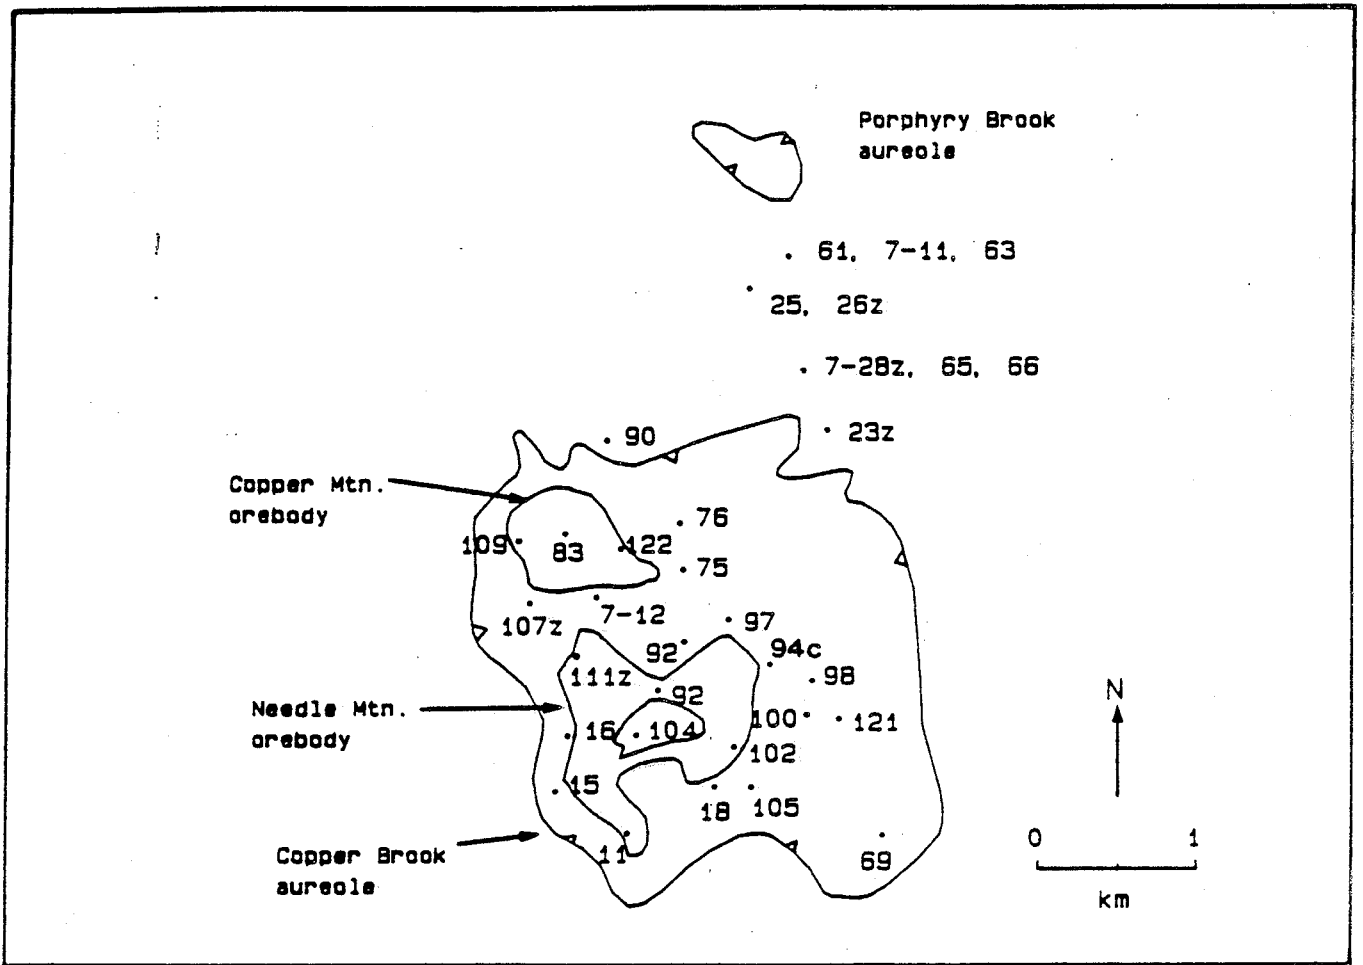 Porphyry Brook
aureole
61, 7-11, 63
25, 26z
7-28z, 65, 66
23z
90
Copper Mtn.
orebody
76
109
83
122
75
107z
7-12
97
92
94c
111z
98
92
Needle Mtn.
orebody
16
104
100
121
102
15
18
105
11
69
Copper Brook
aureole
N
0 1
km